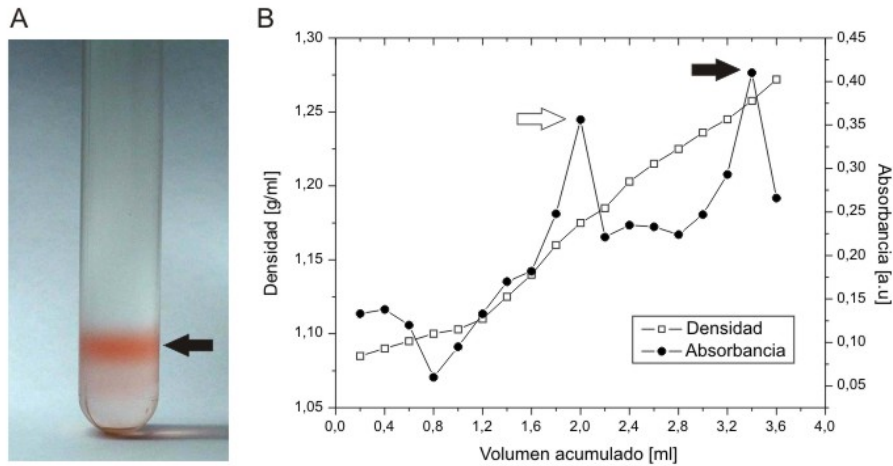 A
B
1,30
1,25
1,20
1,15
1,10
1,05
Densidad [g/ml]
0,45
0,40
0,35
0,30
0,25
0,20
0,15
0,10
0,05
Absorbancia [a.u]
Densidad
Absorbancia
0,0 0,4 0,8 1,2 1,6 2,0 2,4 2,8 3,2 3,6 4,0
Volumen acumulado [ml]